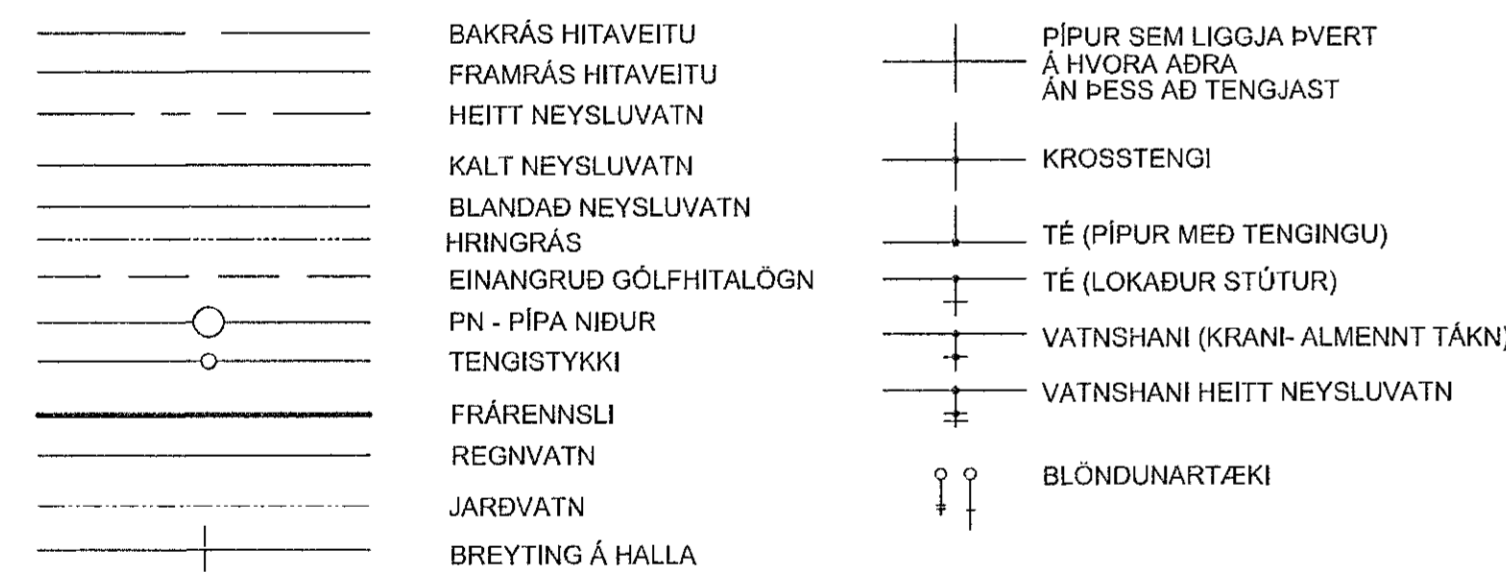 BAKRÁS HITAVEITU
FRAMRÁS HITAVEITU
HEITT NEYSLUVATN
KALT NEYSLUVATN
BLANDAÐ NEYSLUVATN
HRINGRÁS
EINANGRUÐ GÓLFHITALÖGN
PN - PÍPA NIÐUR
TENGISTYKKI
FRÁRENNSLI
REGNVATN
JARÐVATN
BREYTING Á HALLA
PÍPUR SEM LIGGJA ÞVERT
Á HVORA AÐRA
ÁN ÞESS AÐ TENGJAST
KROSSTENGI
TÉ (PÍPUR MEÐ TENGINGU)
TÉ (LOKAÐUR STÚTUR)
VATNSHANI (KRANI- ALMENNT TÁKN)
VATNSHANI HEITT NEYSLUVATN
BLÖNDUNARTÆKI